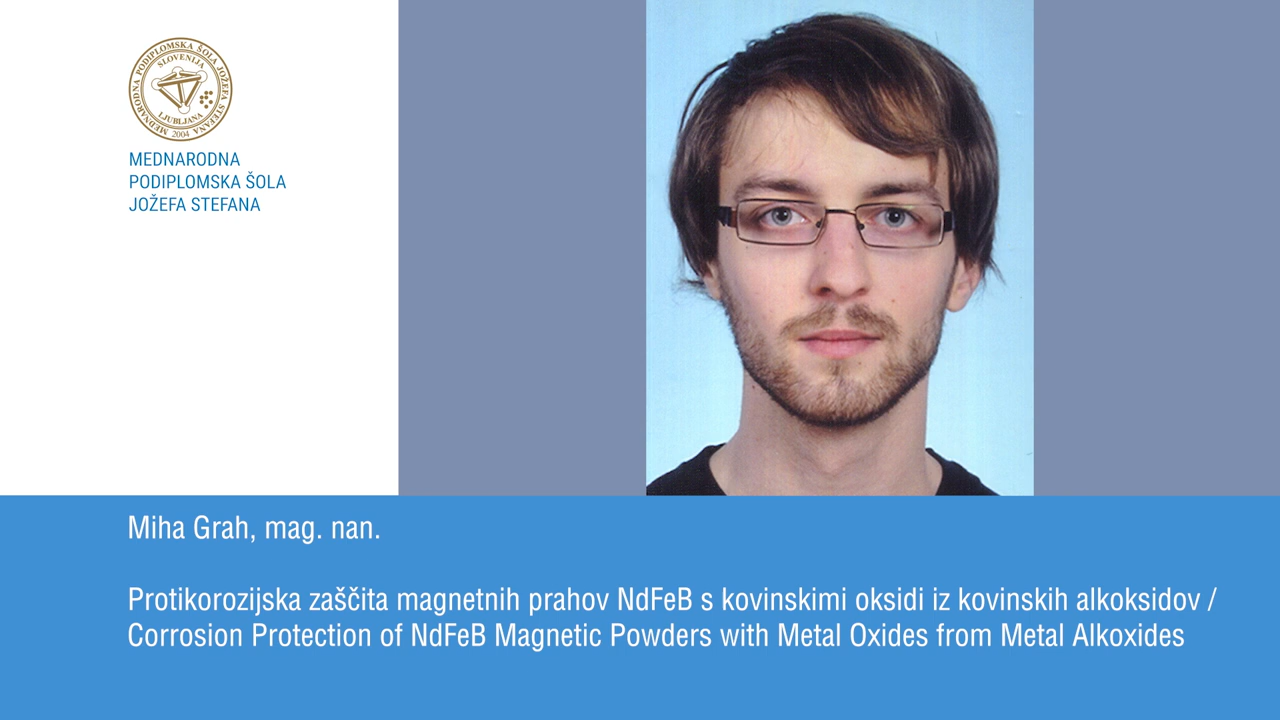 MEDNARODNA PODIPLOMSKA ŠOLA JOŽEFA STEFANA
SLOVENIJA
LJUBLJANA
2004
MEDNARODNA
PODIPLOMSKA ŠOLA
JOŽEFA STEFANA
Miha Grah, mag. nan.
Protikorozijska zaščita magnetnih prahov NdFeB s kovinskimi oksidi iz kovinskih alkoksidov /
Corrosion Protection of NdFeB Magnetic Powders with Metal Oxides from Metal Alkoxides